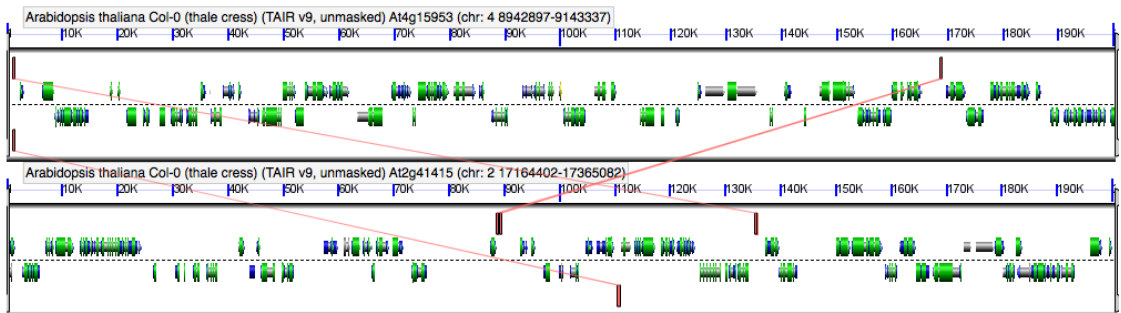 Arabidopsis thaliana Col-0 (thale cress) (TAIR v9, unmasked) At4g15953 (chr: 4 8942897-9143337)
10K 20K 30K 40K 50K 60K 70K 80K 90K 100K 110K 120K 130K 140K 150K 160K 170K 180K 190K
Arabidopsis thaliana Col-0 (thale cress) (TAIR v9, unmasked) At2g41415 (chr: 2 17164402-17365082)
10K 20K 30K 40K 50K 60K 70K 80K 90K 100K 110K 120K 130K 140K 150K 160K 170K 180K 190K